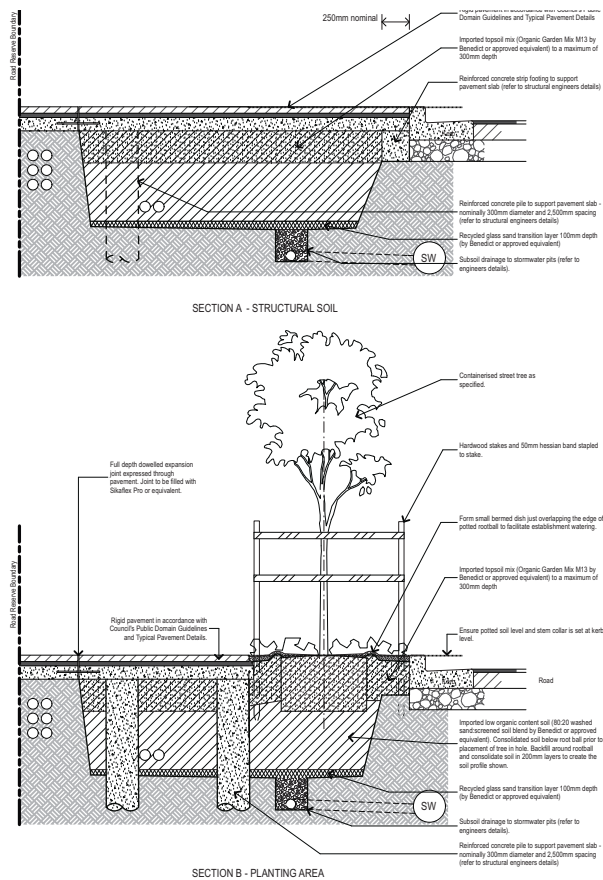 Rigid pavement in accordance with Council's Public
Domain Guidelines and Typical Pavement Details
250mm nominal
Road Reserve Boundary
Imported topsoil mix (Organic Garden Mix M13 by
Benedict or approved equivalent) to a maximum of
300mm depth
Reinforced concrete strip footing to support
pavement slab (refer to structural engineers details)
Reinforced concrete pile to support pavement slab -
nominally 300mm diameter and 2,500mm spacing
(refer to structural engineers details)
Recycled glass sand transition layer 100mm depth
(by Benedict or approved equivalent)
SW
Subsoil drainage to stormwater pits (refer to
engineers details).
SECTION A - STRUCTURAL SOIL
Containerised street tree as
specified.
Hardwood stakes and 50mm hessian band stapled
to stake.
Full depth dowelled expansion
joint expressed through
pavement. Joint to be filled with
Sikaflex Pro or equivalent.
Form small bermed dish just overlapping the edge of
potted rootball to facilitate establishment watering.
Road Reserve Boundary
Imported topsoil mix (Organic Garden Mix M13 by
Benedict or approved equivalent) to a maximum of
300mm depth
Rigid pavement in accordance with
Council's Public Domain Guidelines
and Typical Pavement Details.
Ensure potted soil level and stem collar is set at kerb
level.
Road
Imported low organic content soil (80:20 washed
sand:screened soil blend by Benedict or approved
equivalent). Consolidated soil below root ball prior to
placement of tree in hole. Backfill around rootball
and consolidate soil in 200mm layers to create the
soil profile shown.
Recycled glass sand transition layer 100mm depth
(by Benedict or approved equivalent)
SW
Subsoil drainage to stormwater pits (refer to
engineers details).
Reinforced concrete pile to support pavement slab -
nominally 300mm diameter and 2,500mm spacing
(refer to structural engineers details)
SECTION B - PLANTING AREA